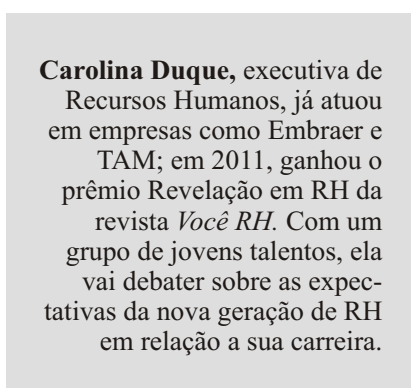 Carolina Duque, executiva de
Recursos Humanos, já atuou
em empresas como Embraer e
TAM; em 2011, ganhou o
prêmio Revelação em RH da
revista Você RH. Com um
grupo de jovens talentos, ela
vai debater sobre as expec-
tativas da nova geração de RH
em relação a sua carreira.